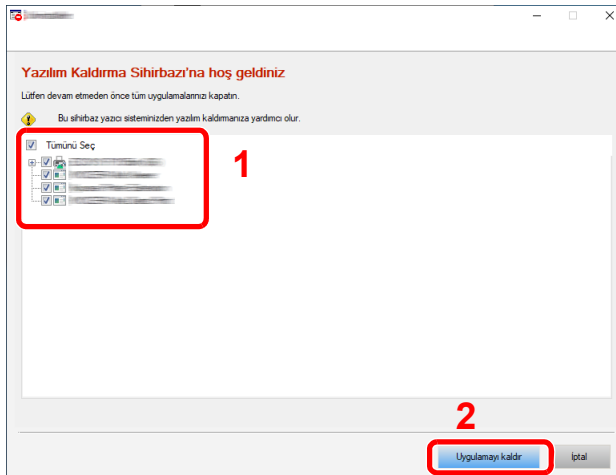 Yazılım Kaldırma Sihirbazı'na hoş geldiniz
Lütfen devam etmeden önce tüm uygulamalarınızı kapatın.
Bu sihirbaz yazıcı sisteminizden yazılım kaldırmanıza yardımcı olur.
Tümünü Seç
1
2
Uygulamayı kaldır
İptal